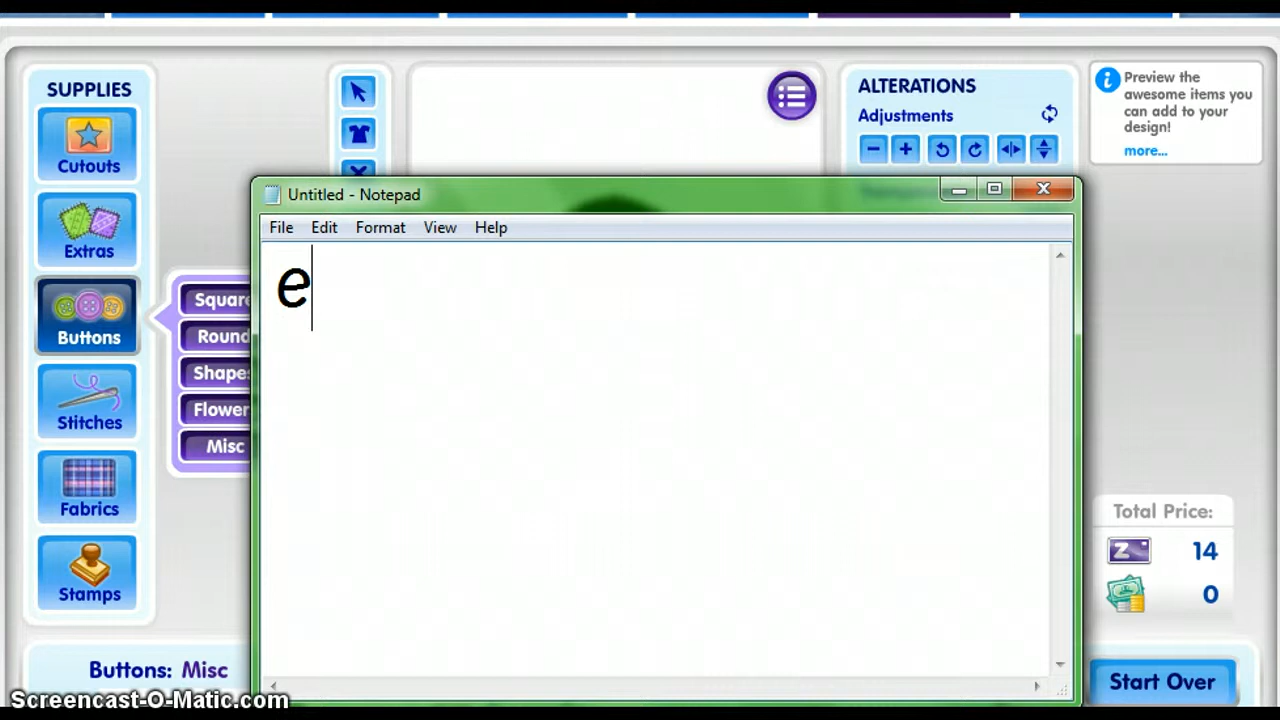 SUPPLIES
Cutouts
Extras
Buttons
Stitches
Fabrics
Stamps
Square
Round
Shapes
Flower
Misc
ALTERATIONS
Adjustments
Preview the
awesome items you
can add to your
design!
more...
Untitled - Notepad
File Edit Format View Help
e
Total Price:
Z 14
0
Buttons: Misc
Start Over
Screencast-O-Matic.com